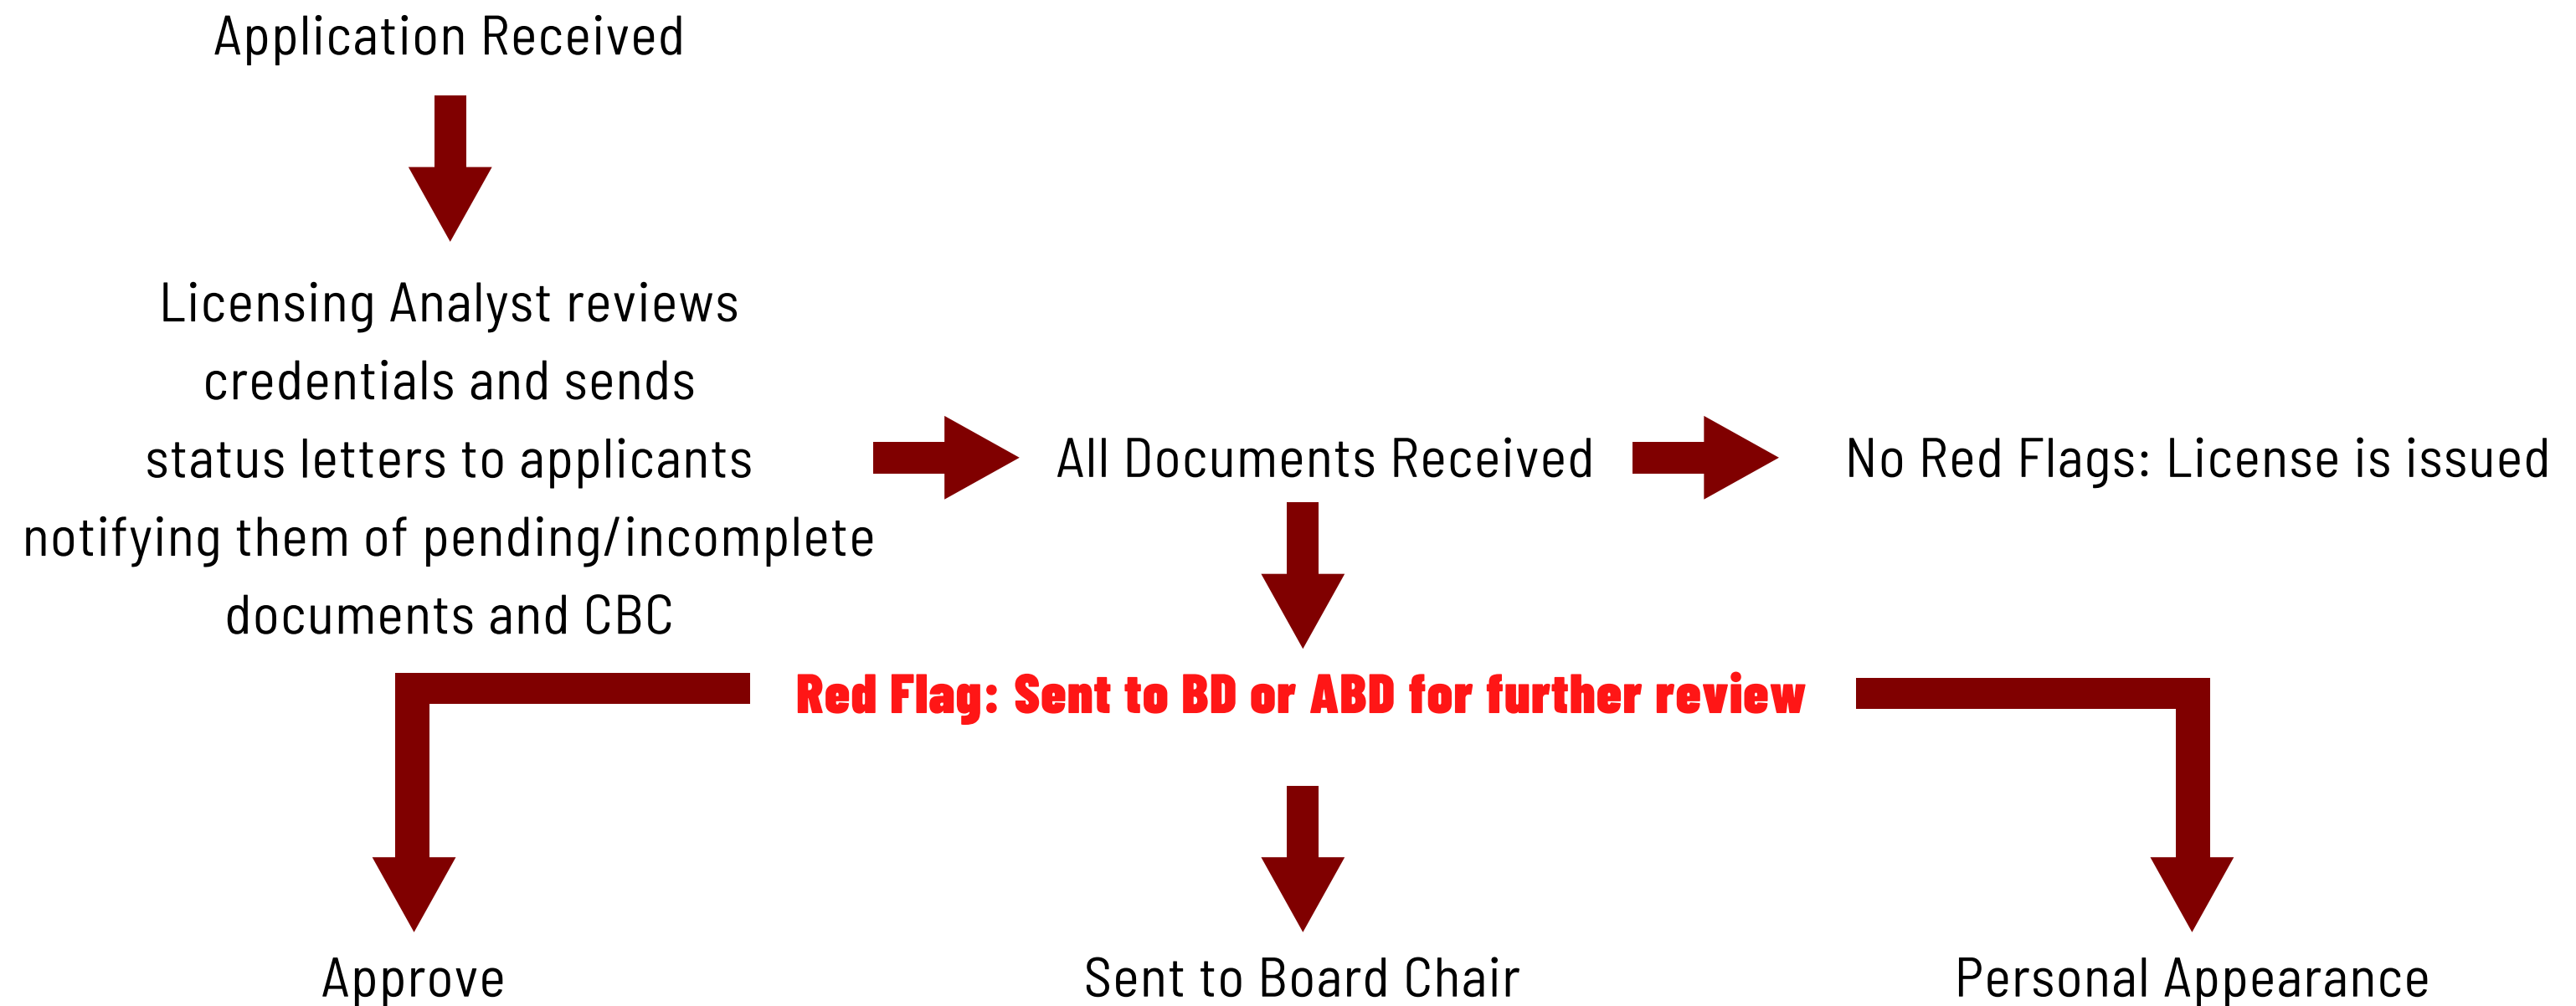 Application Received
Licensing Analyst reviews
credentials and sends
status letters to applicants
notifying them of pending/incomplete
documents and CBC
All Documents Received
No Red Flags: License is issued
Red Flag: Sent to BD or ABD for further review
Approve
Sent to Board Chair
Personal Appearance